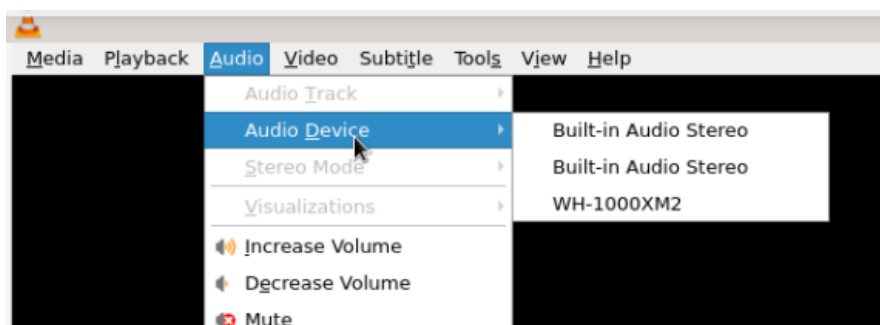 Media Playback Audio Video Subtitle Tools View Help
Audio Track
Audio Device
Stereo Mode
Visualizations
Increase Volume
Decrease Volume
Mute
Built-in Audio Stereo
Built-in Audio Stereo
WH-1000XM2